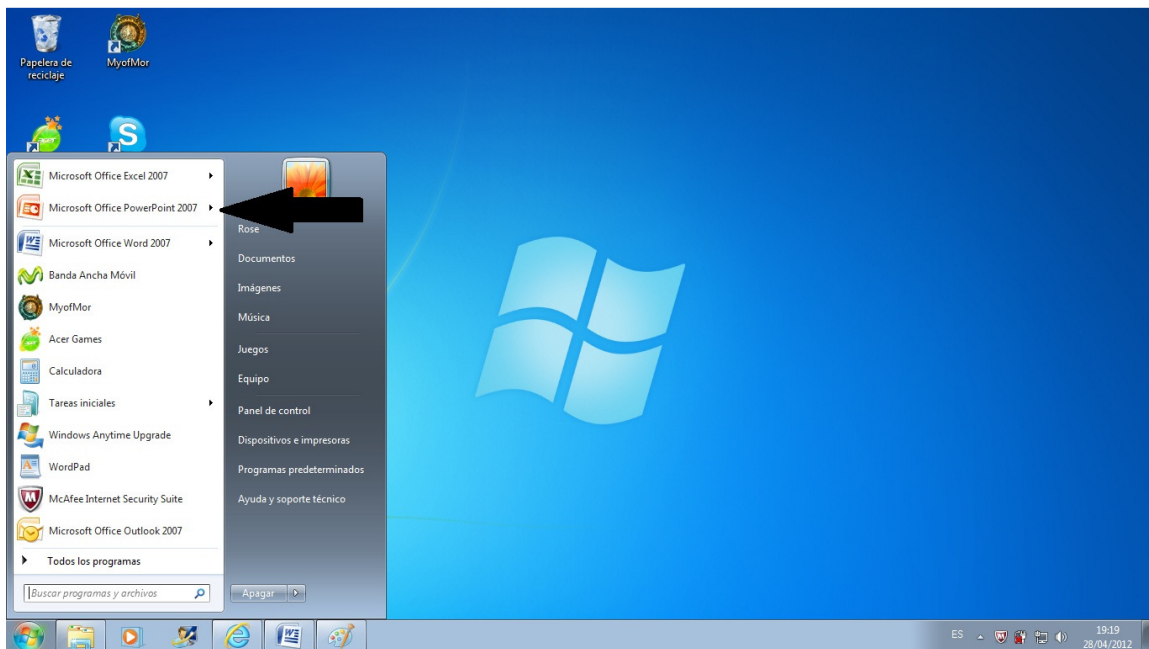 Papelera de
reciclaje
MyofMor
Microsoft Office Excel 2007
Microsoft Office PowerPoint 2007
Microsoft Office Word 2007
Banda Ancha Móvil
MyofMor
Acer Games
Calculadora
Tareas iniciales
Windows Anytime Upgrade
WordPad
McAfee Internet Security Suite
Microsoft Office Outlook 2007
Todos los programas
Buscar programas y archivos
Rose
Documentos
Imágenes
Música
Juegos
Equipo
Panel de control
Dispositivos e impresoras
Programas predeterminados
Ayuda y soporte técnico
Apagar
ES
19:19
28/04/2012